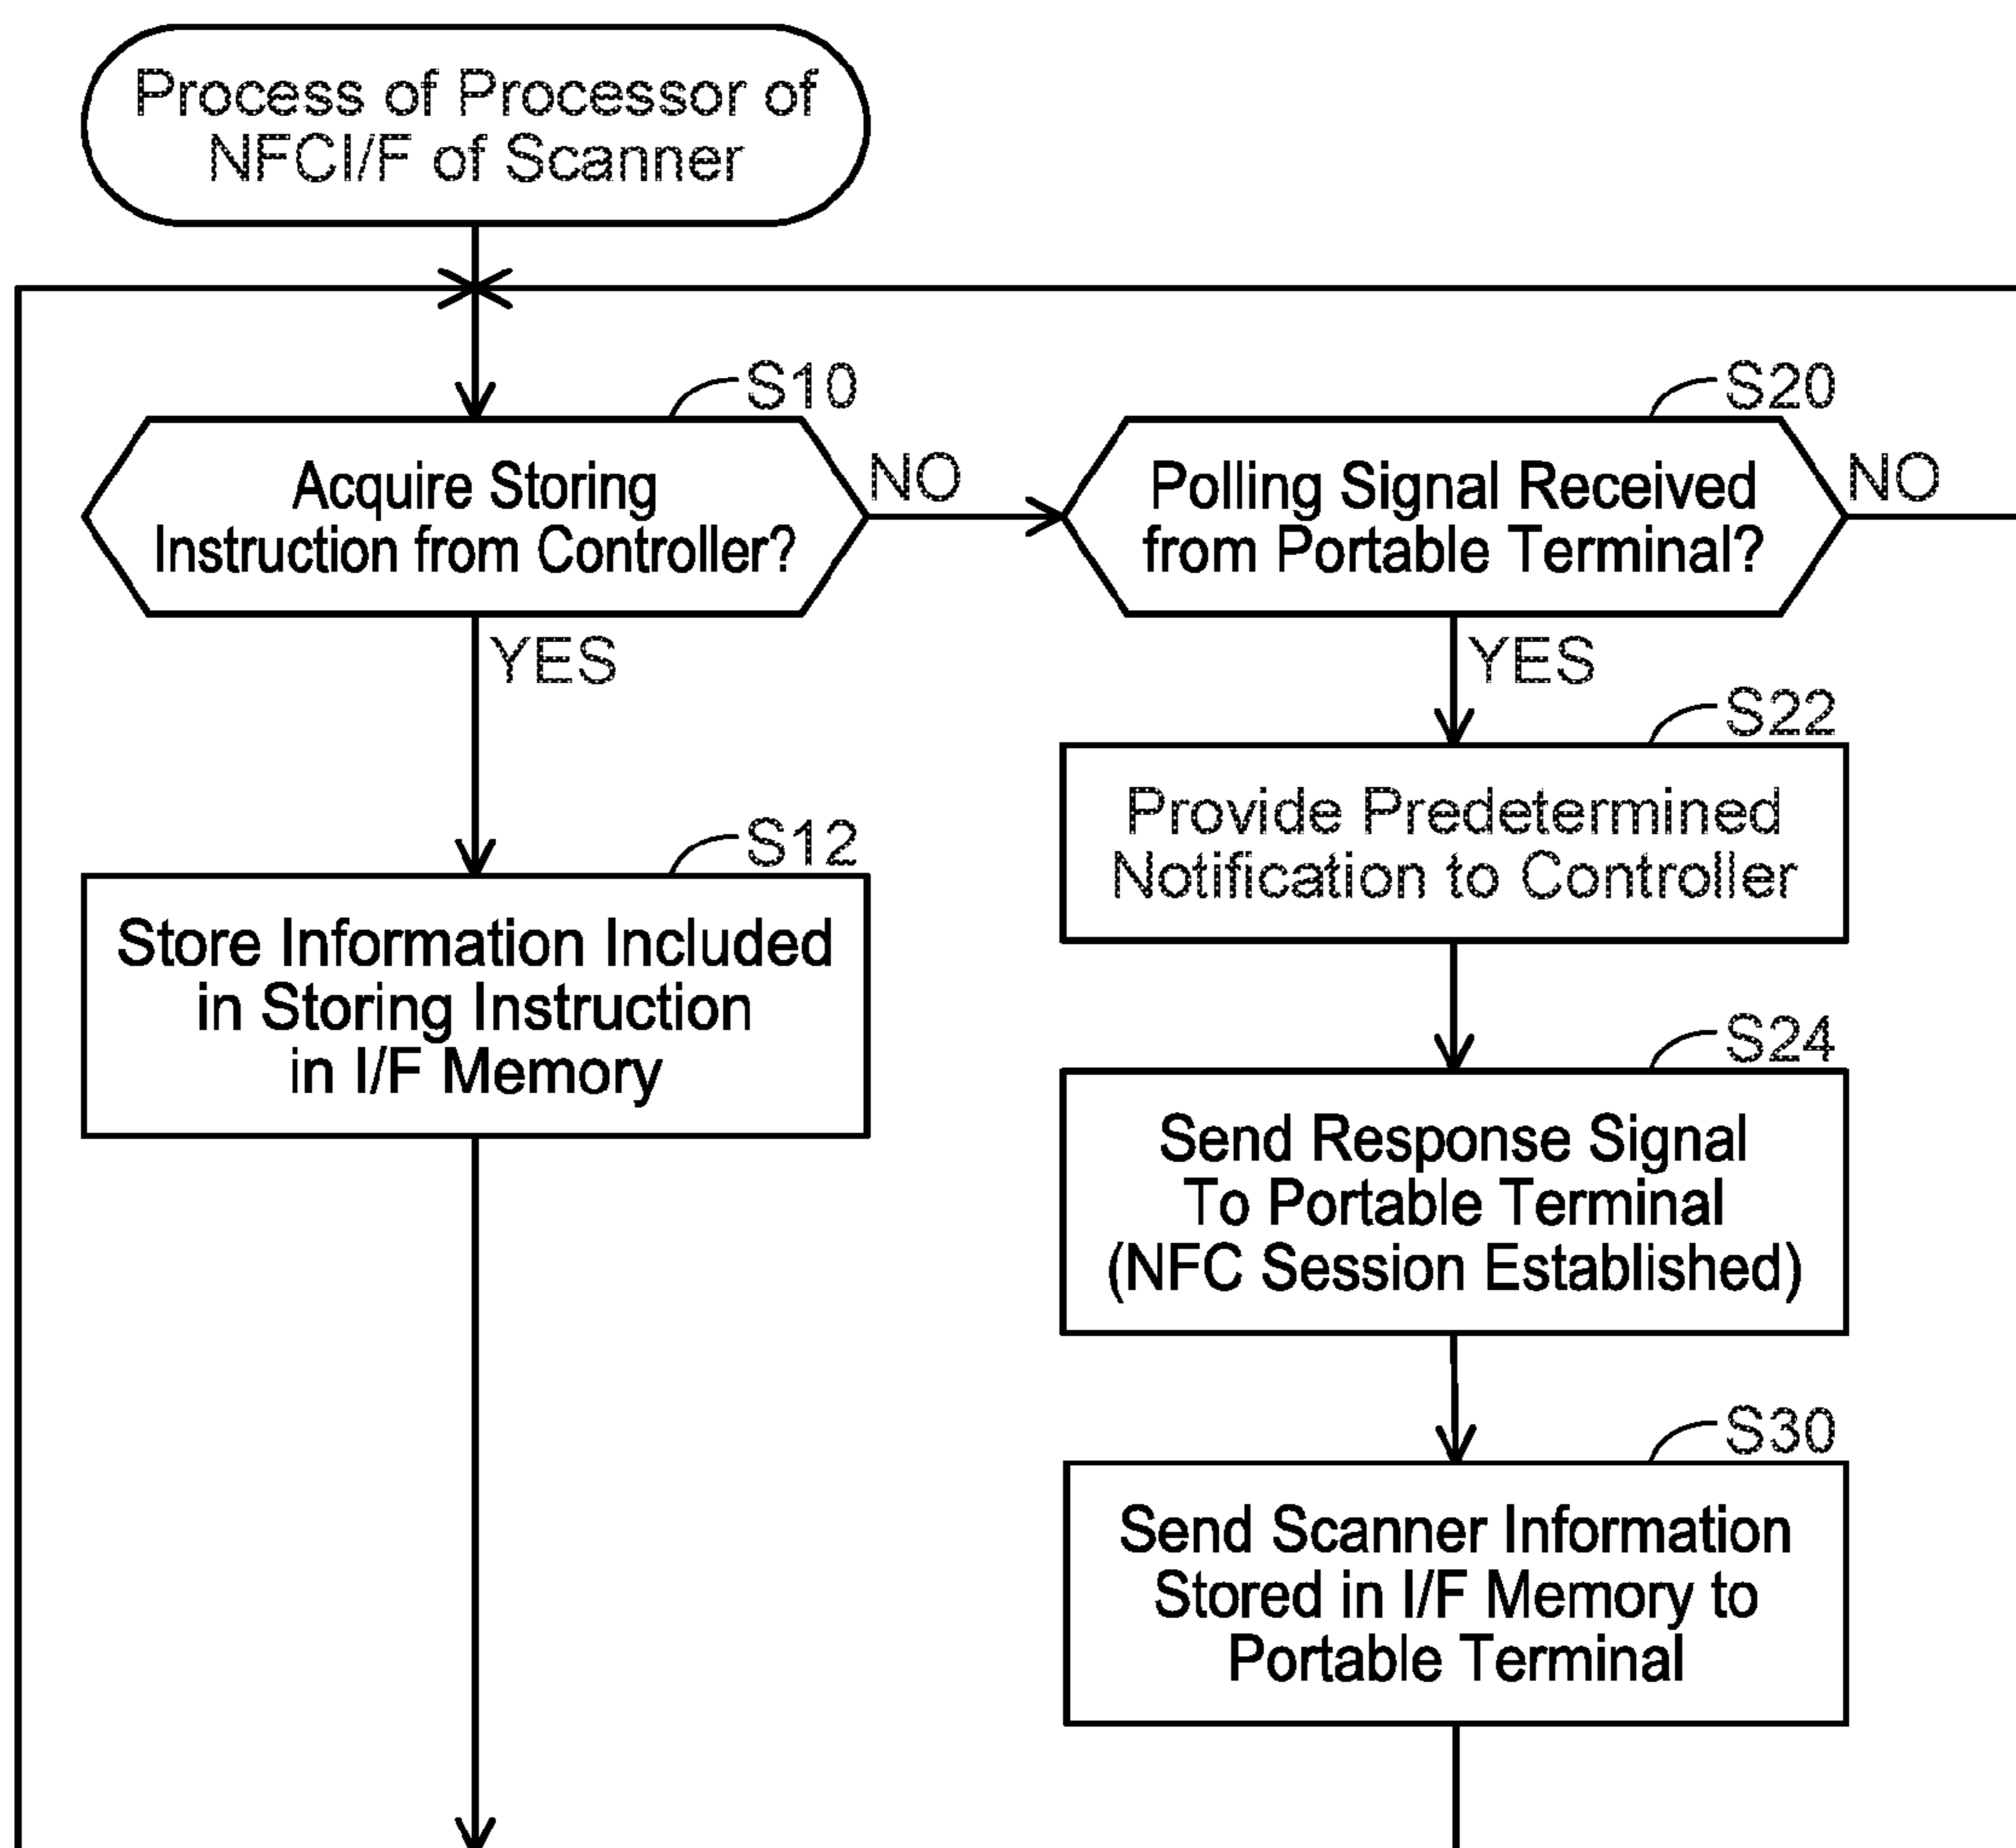 Process of Processor of
NFCI/F of Scanner
S10
Acquire Storing
Instruction from Controller?
NO
YES
S12
Store Information Included
in Storing Instruction
in I/F Memory
S20
Polling Signal Received
from Portable Terminal?
NO
YES
S22
Provide Predetermined
Notification to Controller
S24
Send Response Signal
To Portable Terminal
(NFC Session Established)
S30
Send Scanner Information
Stored in I/F Memory to
Portable Terminal